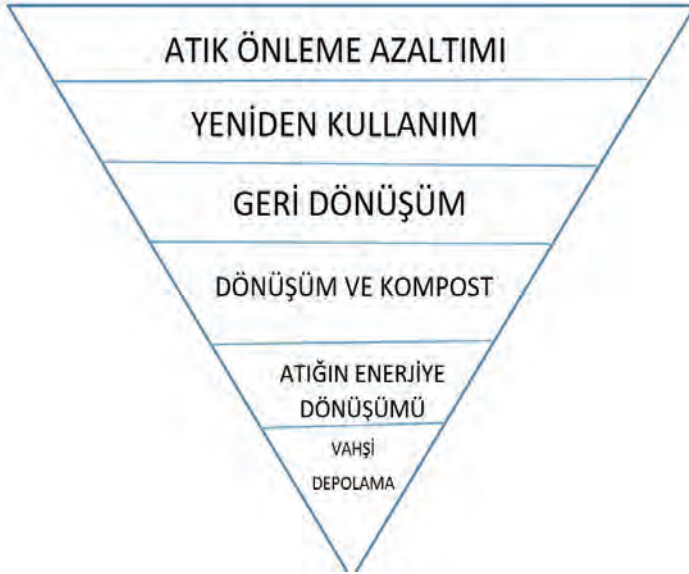 ATIK ÖNLEME AZALTIMI
YENİDEN KULLANIM
GERİ DÖNÜŞÜM
DÖNÜŞÜM VE KOMPOST
ATIĞIN ENERJİYE
DÖNÜŞÜMÜ
VAHŞİ
DEPOLAMA